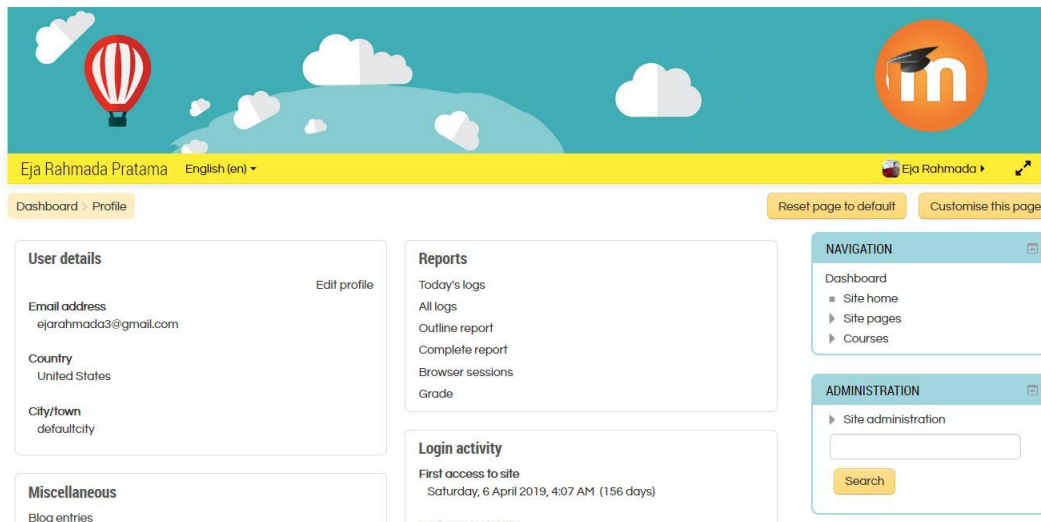 Eja Rahmada Pratama English (en)
Eja Rahmada
Dashboard Profile
Reset page to default Customise this page
User details
Edit profile
Email address
ejarahmada3@gmail.com
Country
United States
City/town
defaultcity
Miscellaneous
Blog entries
Reports
Today's logs
All logs
Outline report
Complete report
Browser sessions
Grade
Login activity
First access to site
Saturday, 6 April 2019, 4:07 AM (156 days)
NAVIGATION
Dashboard
Site home
Site pages
Courses
ADMINISTRATION
Site administration
Search